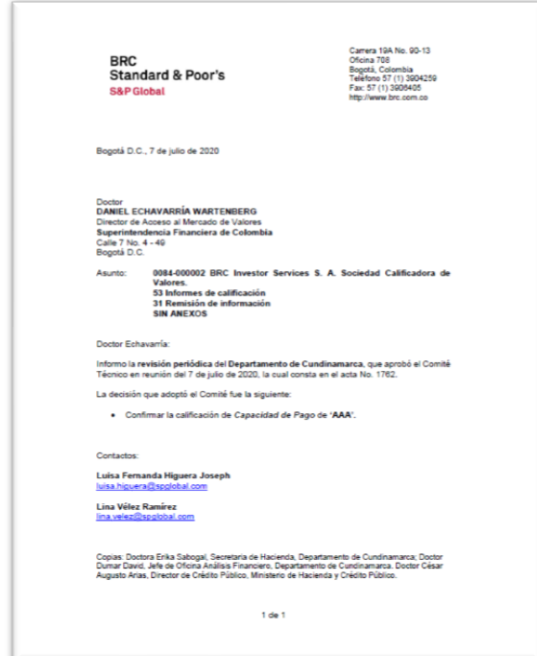 BRC
Standard & Poor's
S&P Global
Carrera 19A No. 90-13
Oficina 708
Bogotá, Colombia
Teléfono 57 (1) 3904259
Fax: 57 (1) 3906405
http://www.brc.com.co
Bogotá D.C., 7 de julio de 2020
Doctor
DANIEL ECHAVARRÍA WARTENBERG
Director de Acceso al Mercado de Valores
Superintendencia Financiera de Colombia
Calle 7 No. 4 - 49
Bogotá D.C.
Asunto: 0084-000002 BRC Investor Services S. A. Sociedad Calificadora de
Valores.
53 Informes de calificación
31 Remisión de información
SIN ANEXOS
Doctor Echavarría:
Informo la revisión periódica del Departamento de Cundinamarca, que aprobó el Comité
Técnico en reunión del 7 de julio de 2020, la cual consta en el acta No. 1762.
La decisión que adoptó el Comité fue la siguiente:
• Confirmar la calificación de Capacidad de Pago de 'AAA'.
Contactos:
Luisa Fernanda Higuera Joseph
luisa.higuera@spglobal.com
Lina Vélez Ramírez
lina.velez@spglobal.com
Copias: Doctora Erika Sabogal, Secretaria de Hacienda, Departamento de Cundinamarca; Doctor
Dumar David, Jefe de Oficina Análisis Financiero, Departamento de Cundinamarca. Doctor César
Augusto Arias, Director de Crédito Público, Ministerio de Hacienda y Crédito Público.
1 de 1